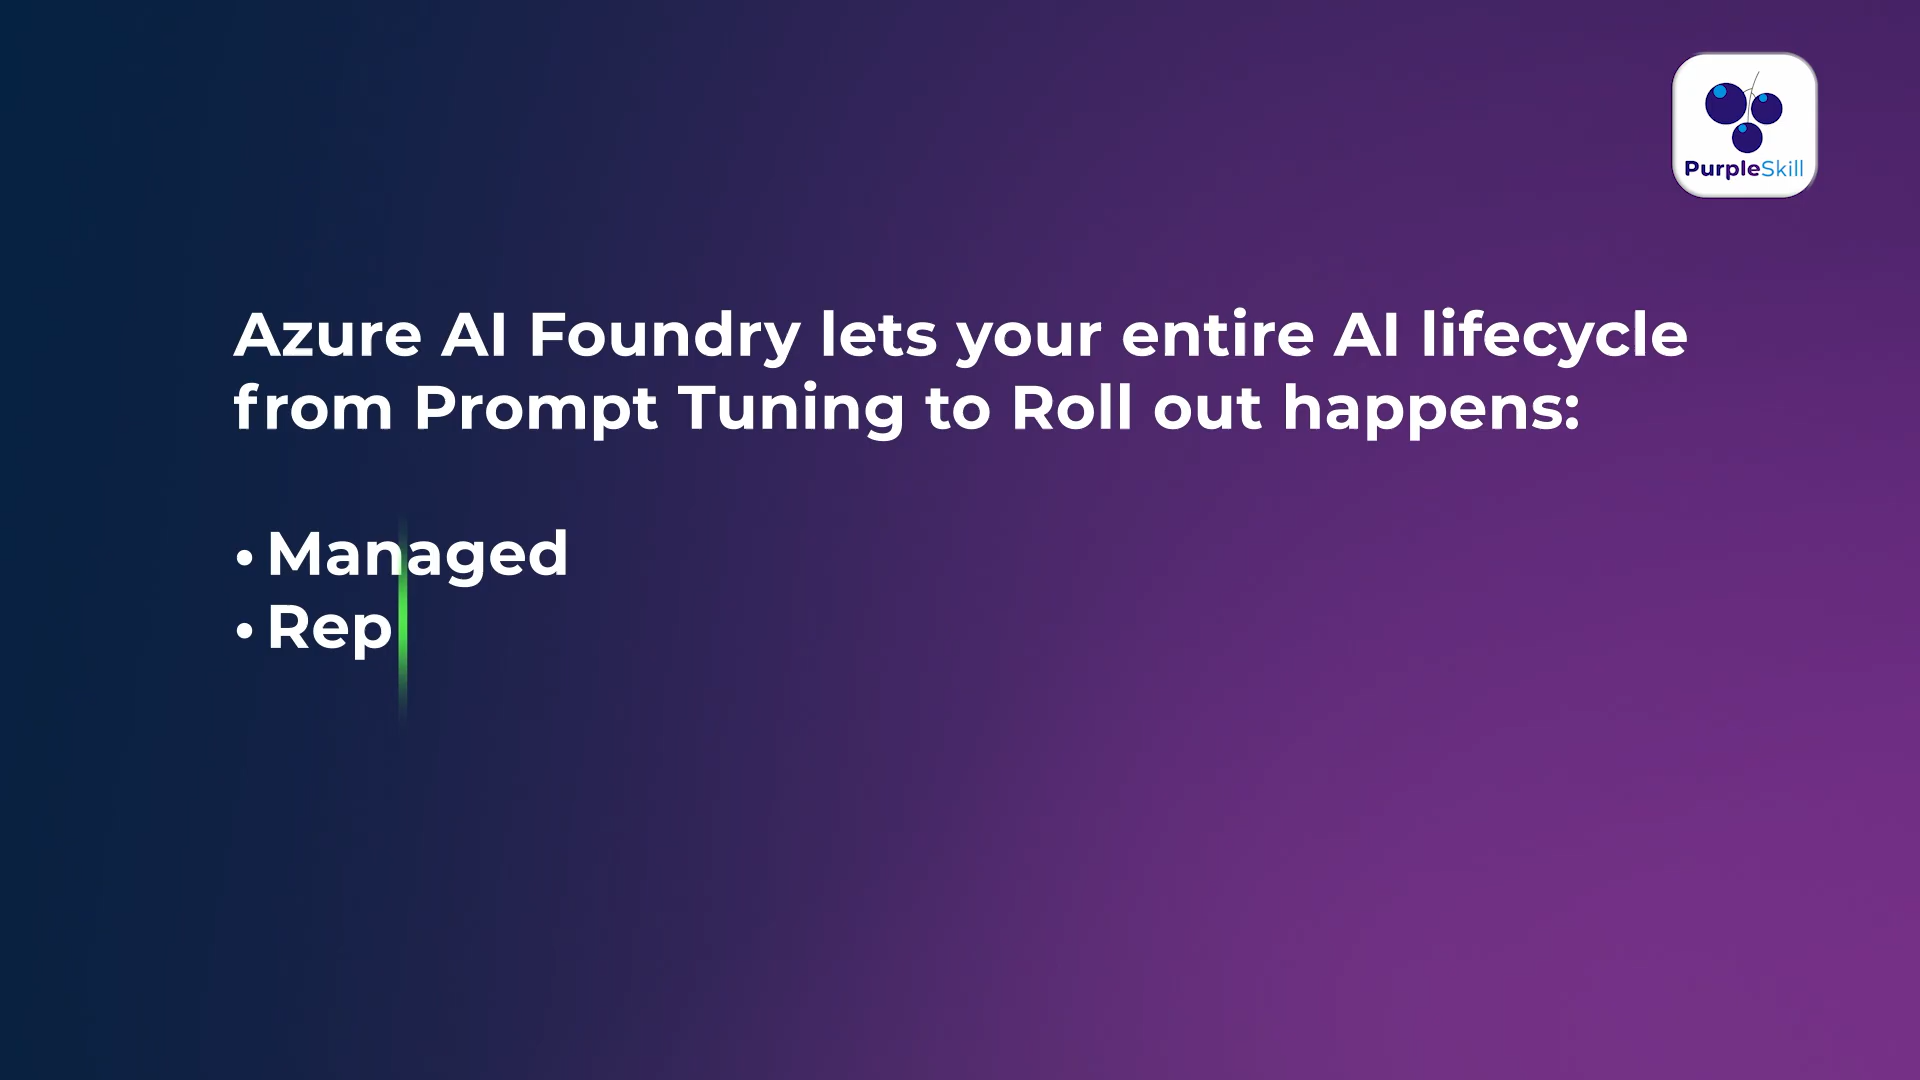 PurpleSkill
Azure AI Foundry lets your entire AI lifecycle
from Prompt Tuning to Roll out happens:
• Managed
• Rep